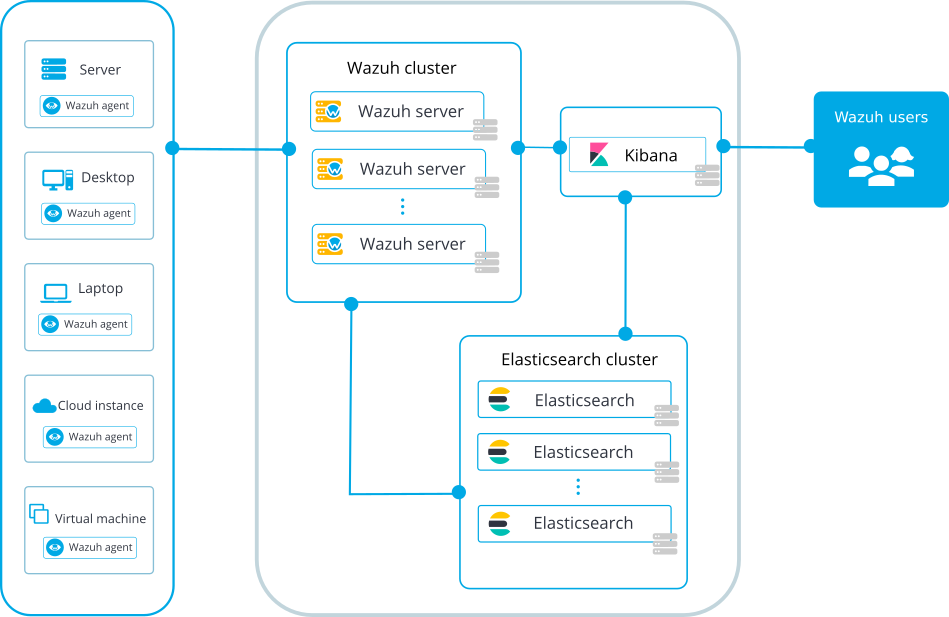 Server
Wazuh agent
Desktop
Wazuh agent
Laptop
Wazuh agent
Cloud instance
Wazuh agent
Virtual machine
Wazuh agent
Wazuh cluster
Wazuh server
Wazuh server
Wazuh server
Kibana
Elasticsearch cluster
Elasticsearch
Elasticsearch
Elasticsearch
Wazuh users